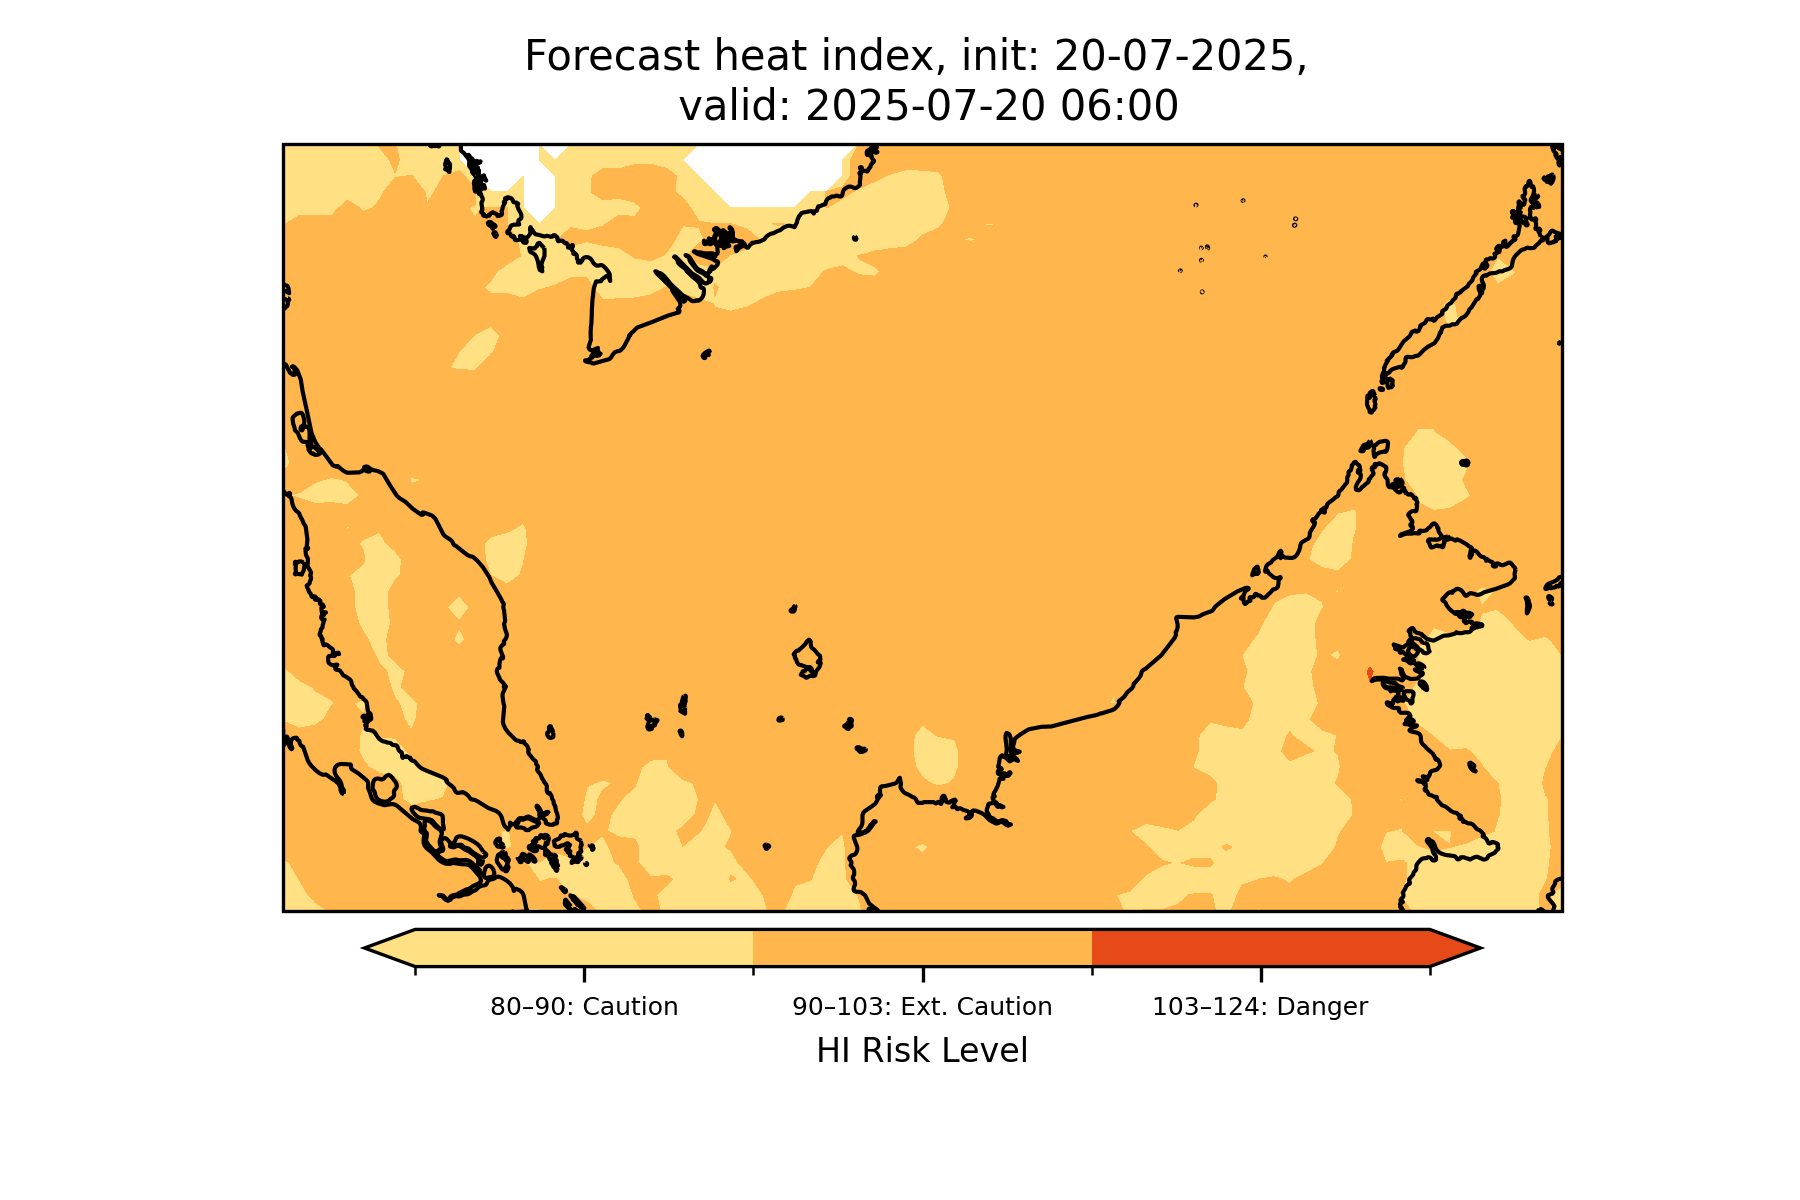 Forecast heat index, init: 20-07-2025,
valid: 2025-07-20 06:00
80–90: Caution
90–103: Ext. Caution
103–124: Danger
HI Risk Level